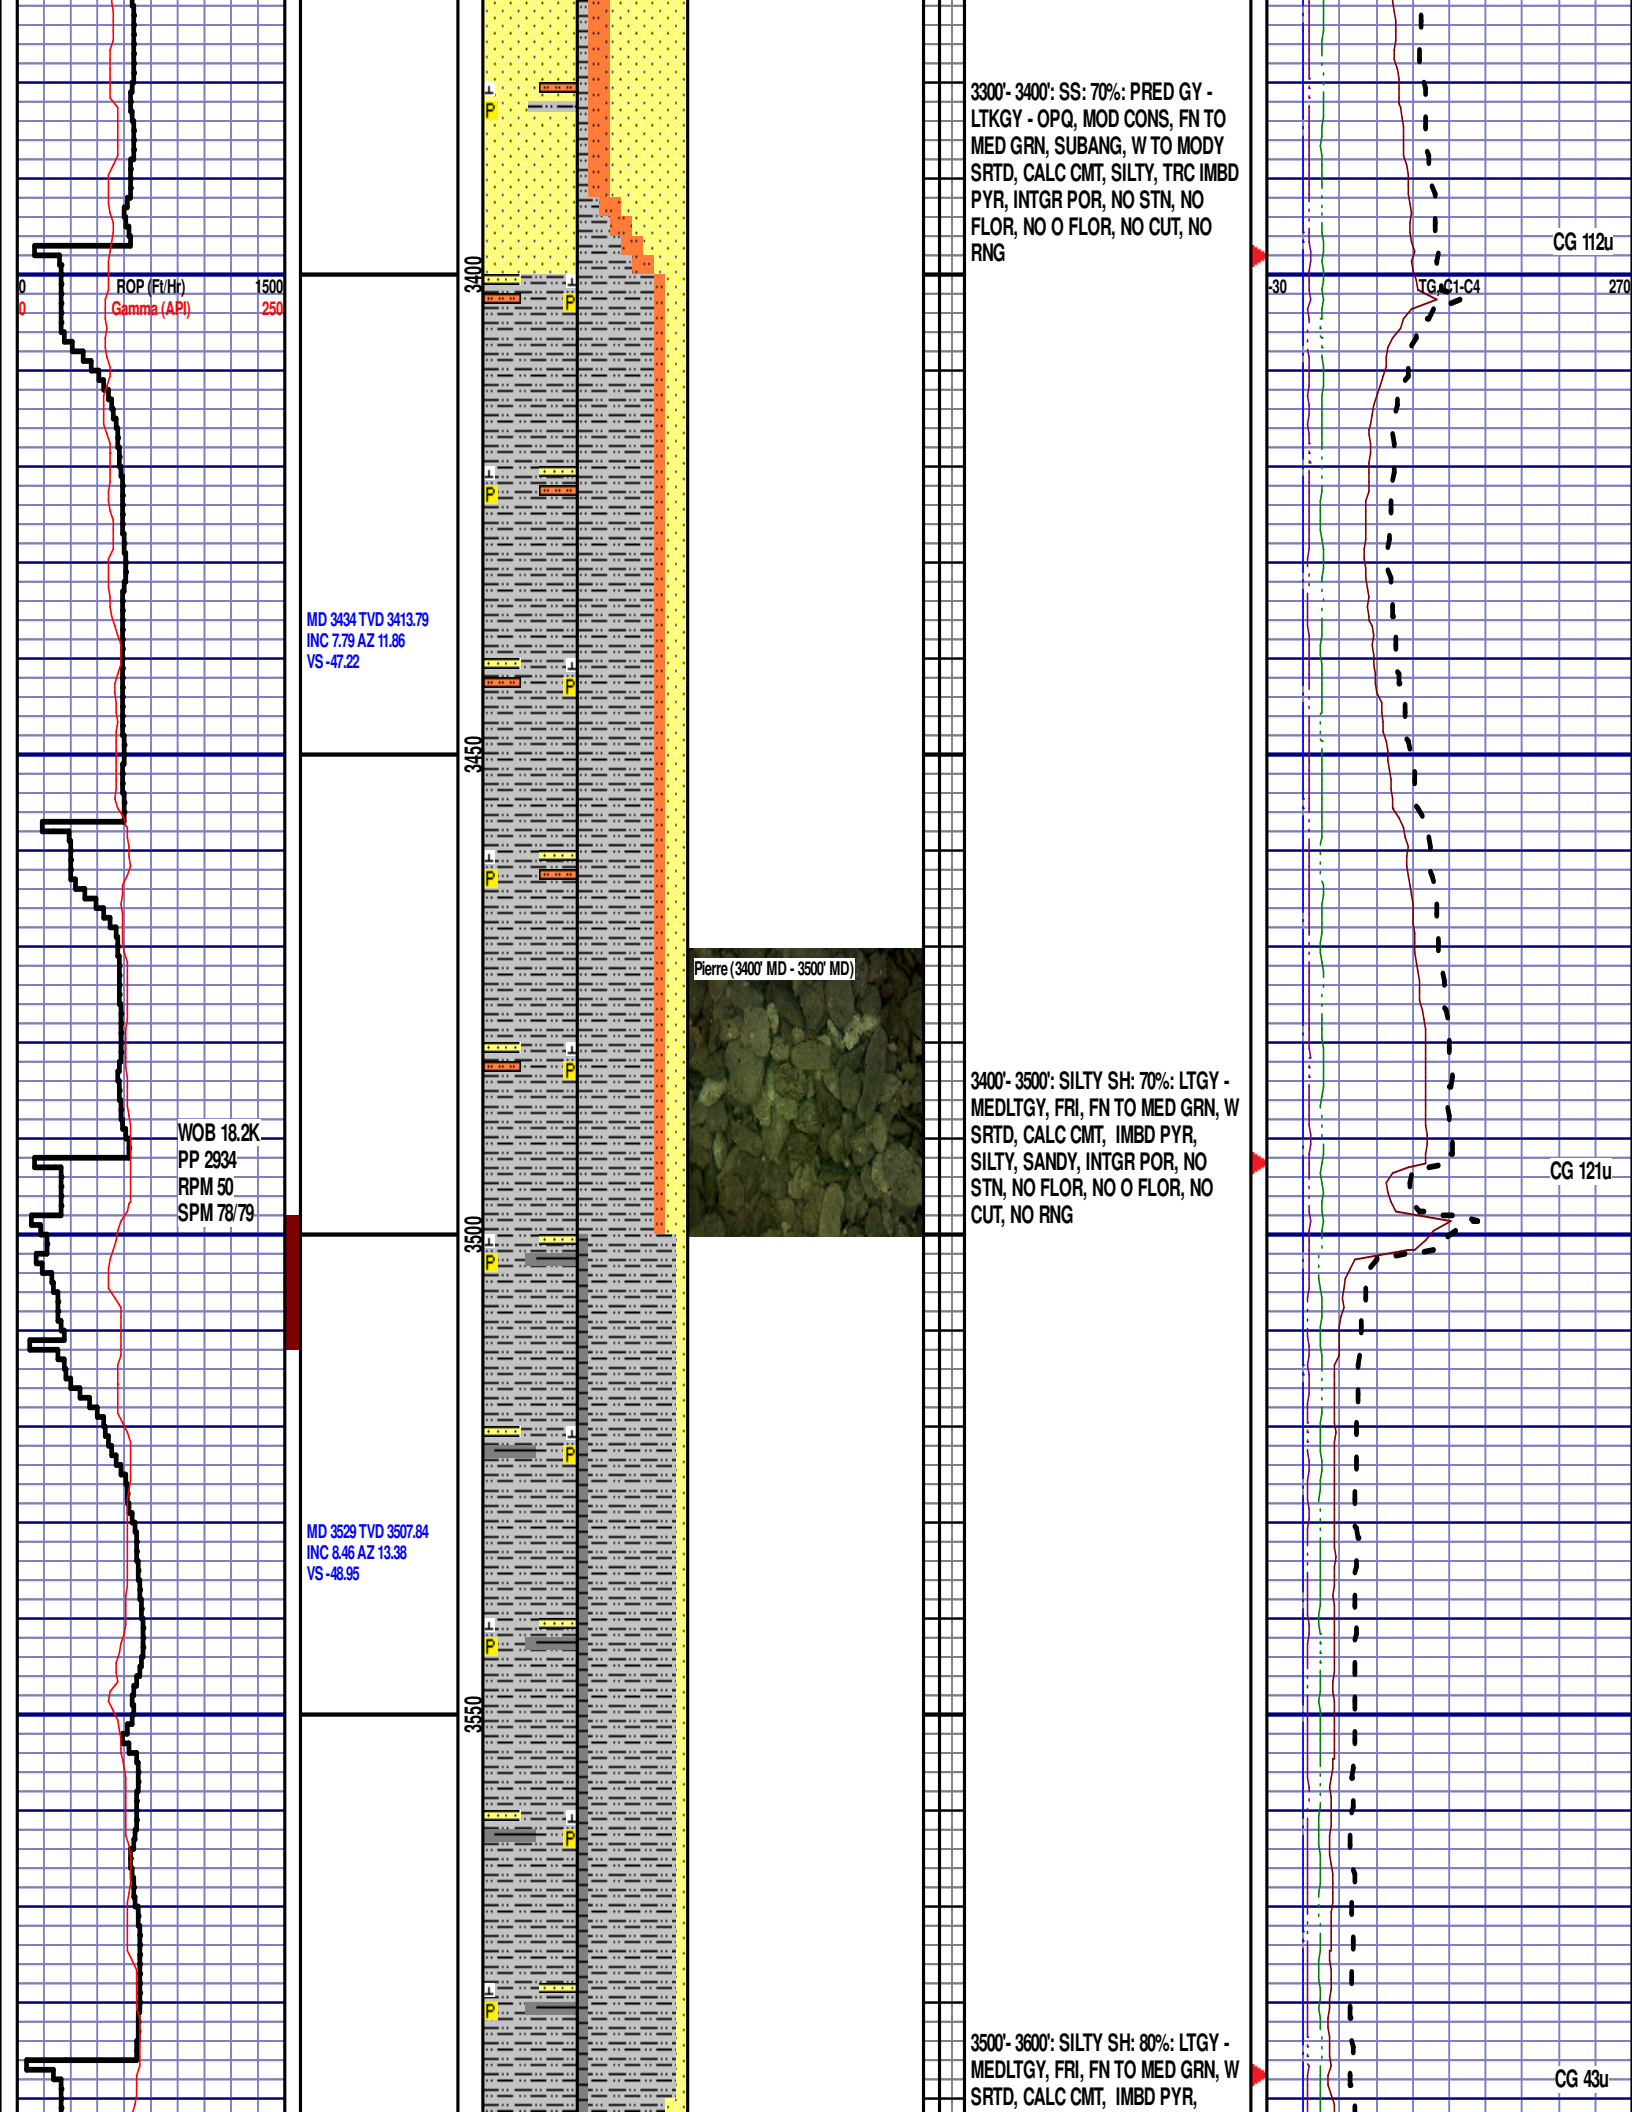 3300'- 3400': SS: 70%: PRED GY -
LTKGY - OPQ, MOD CONS, FN TO
MED GRN, SUBANG, W TO MODY
SRTD, CALC CMT, SILTY, TRC IMBD
PYR, INTGR POR, NO STN, NO
FLOR, NO O FLOR, NO CUT, NO
RNG
P
CG 112u
3400
0 ROP (Ft/Hr) 1500
0 Gamma (API) 250
-30 TG, C1-C4 270
P
P
MD 3434 TVD 3413.79
INC 7.79 AZ 11.86
VS -47.22
P
3450
P
Pierre (3400' MD - 3500' MD)
P
3400'- 3500': SILTY SH: 70%: LTGY -
MEDLTGY, FRI, FN TO MED GRN, W
SRTD, CALC CMT, IMBD PYR,
SILTY, SANDY, INTGR POR, NO
STN, NO FLOR, NO O FLOR, NO
CUT, NO RNG
WOB 18.2K
PP 2934
RPM 50
SPM 78/79
CG 121u
3500
P
P
MD 3529 TVD 3507.84
INC 8.46 AZ 13.38
VS -48.95
P
3550
P
P
3500'- 3600': SILTY SH: 80%: LTGY -
MEDLTGY, FRI, FN TO MED GRN, W
SRTD, CALC CMT, IMBD PYR,
CG 43u